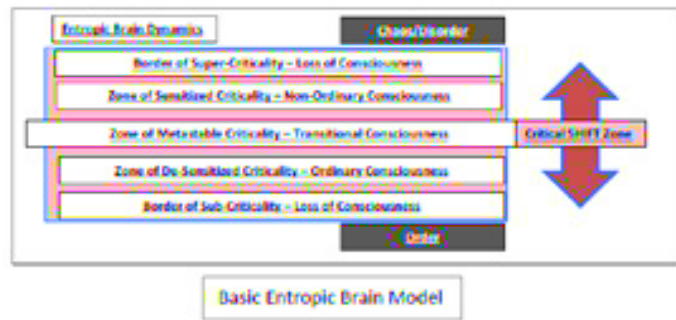 Entropic Brain Dynamics
Chaos/Disorder
Border of Super-Criticality – Loss of Consciousness
Zone of Sensitized Criticality – Non-Ordinary Consciousness
Zone of Metastable Criticality – Transitional Consciousness
Critical SHIFT Zone
Zone of De-Sensitized Criticality – Ordinary Consciousness
Border of Sub-Criticality – Loss of Consciousness
Order
Basic Entropic Brain Model